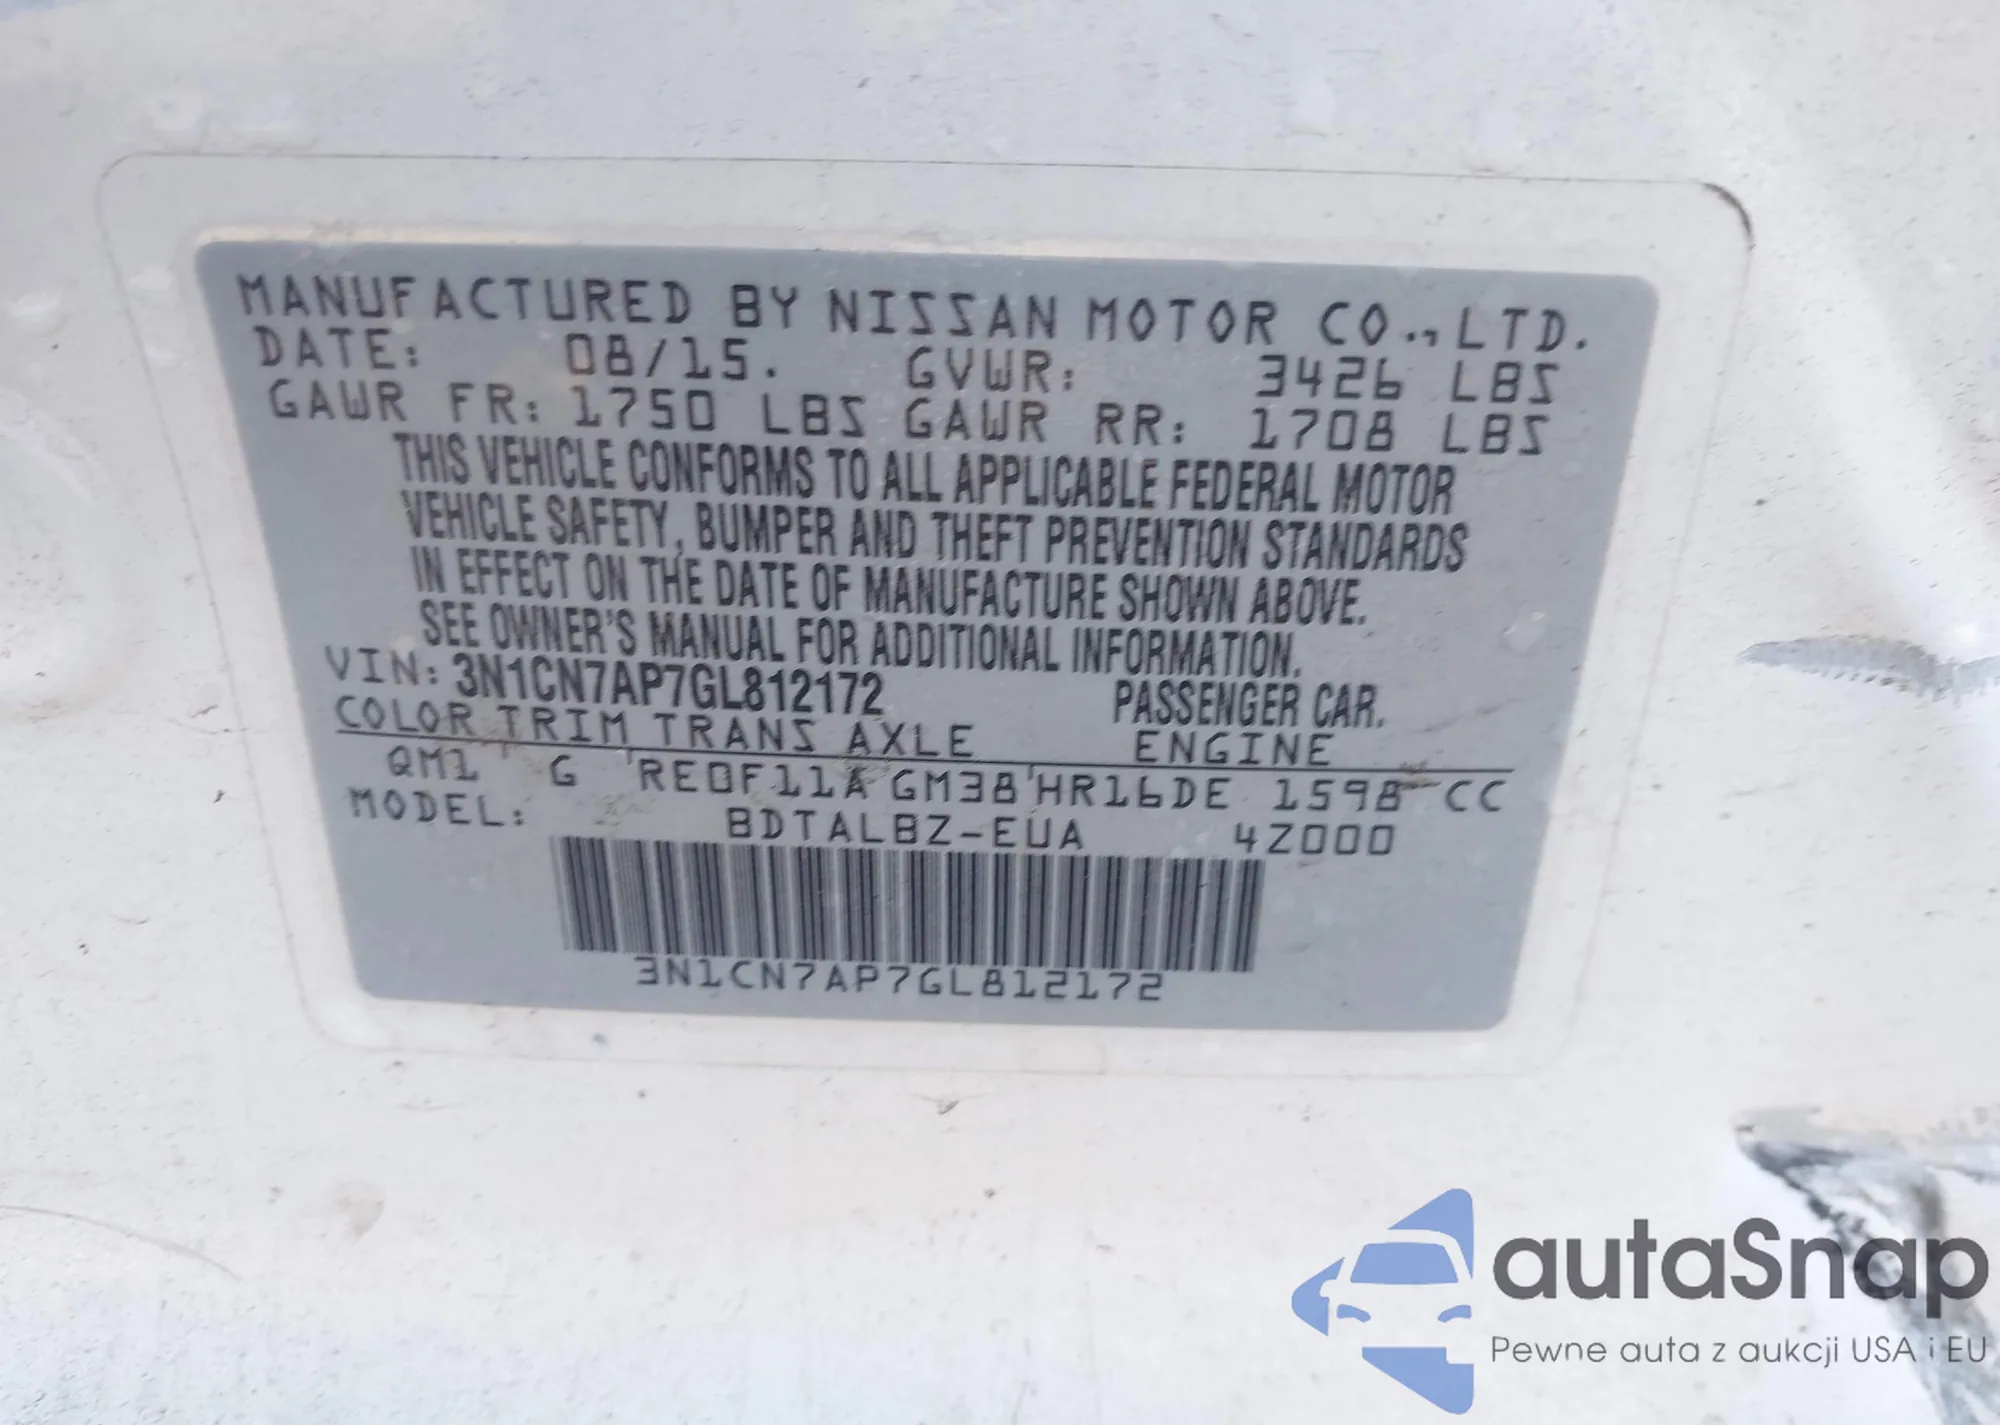 MANUFACTURED BY NISSAN MOTOR CO., LTD.
DATE: 08/15. GVWR: 3426 LBS
GAWR FR: 1750 LBS GAWR RR: 1708 LBS
THIS VEHICLE CONFORMS TO ALL APPLICABLE FEDERAL MOTOR
VEHICLE SAFETY, BUMPER AND THEFT PREVENTION STANDARDS
IN EFFECT ON THE DATE OF MANUFACTURE SHOWN ABOVE.
SEE OWNER'S MANUAL FOR ADDITIONAL INFORMATION.
VIN: 3N1CN7AP7GL812172 PASSENGER CAR.
COLOR TRIM TRANS AXLE ENGINE
QM1 G RE0F11A GM38 HR16DE 1598 CC
MODEL: BDTALBZ-EUA 4Z000
3N1CN7AP7GL812172
autaSnap
Pewne auta z aukcji USA i EU